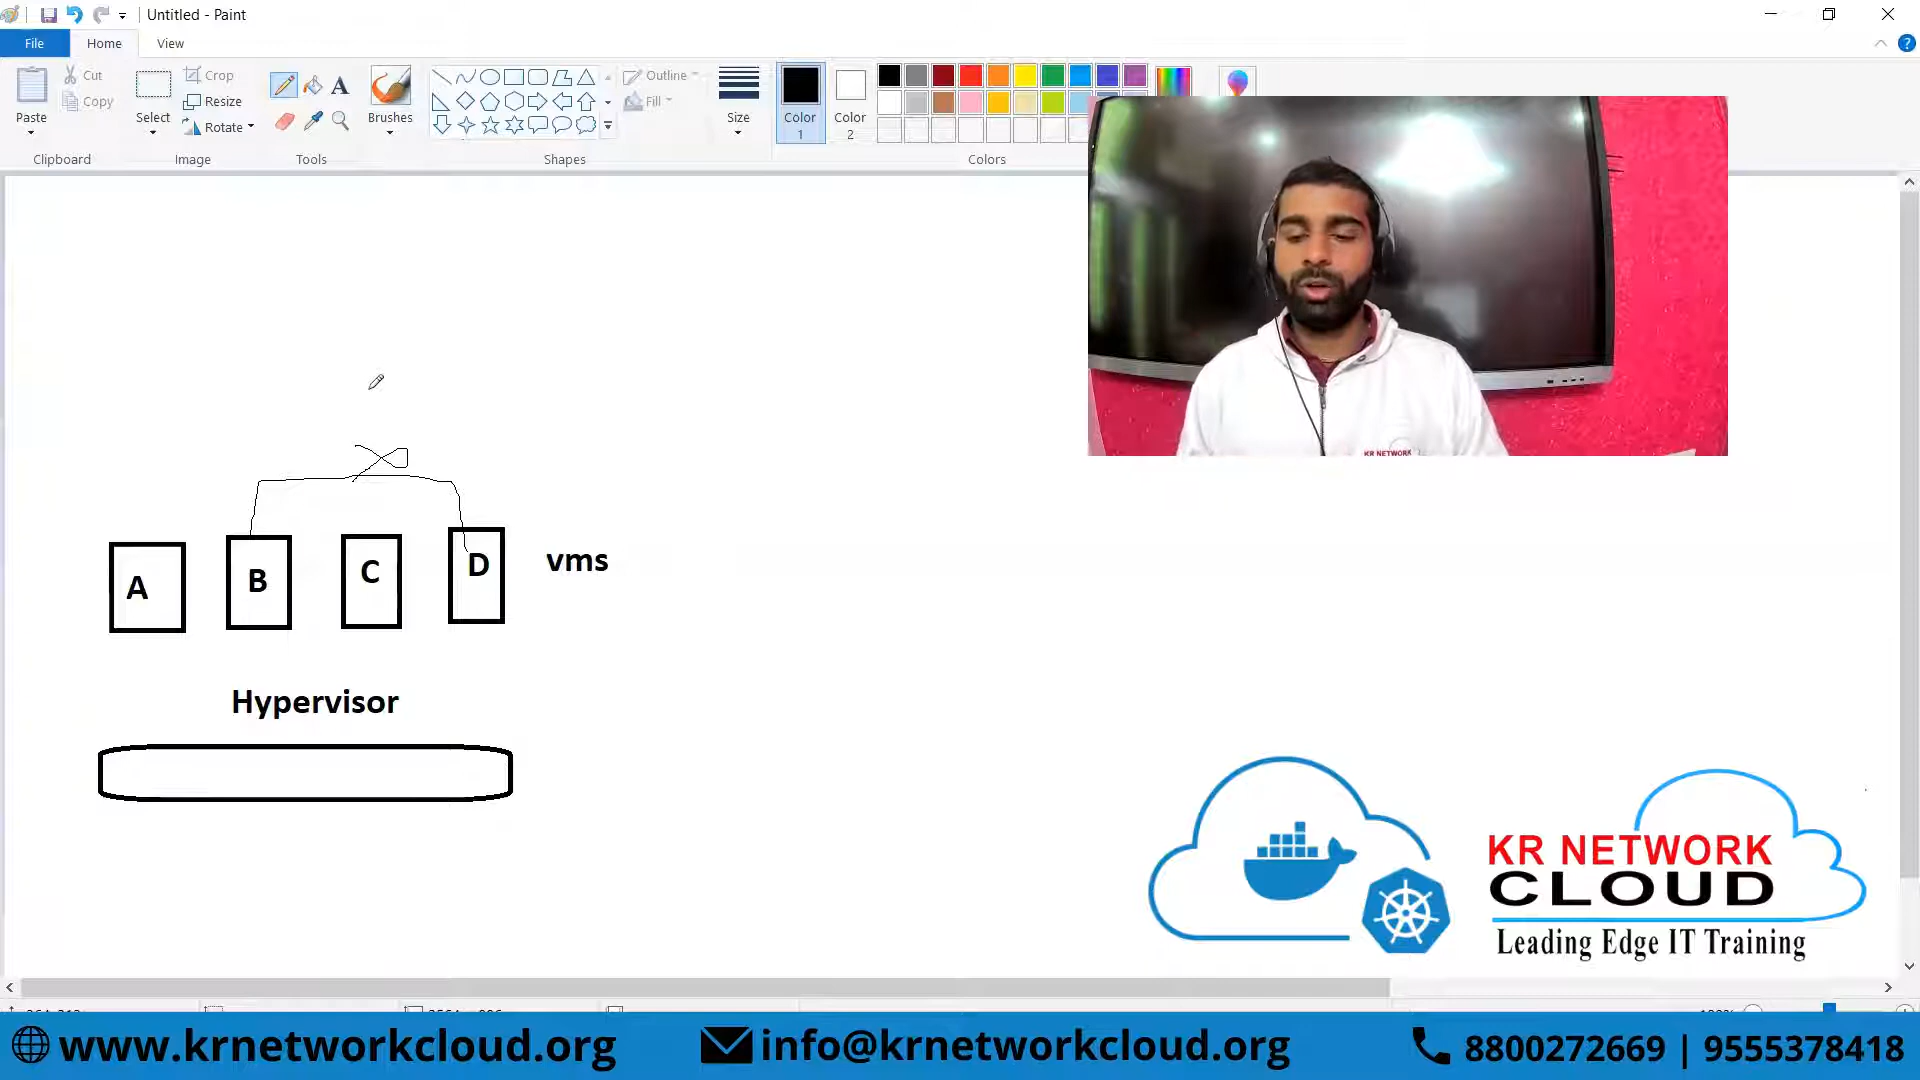 Untitled - Paint
File
Home
View
Paste
Cut
Copy
Clipboard
Select
Crop
Resize
Rotate
Image
A
Tools
Brushes
Shapes
Outline
Fill
Size
Color 1
Color 2
Colors
KR NETWORK
A
B
C
D
vms
Hypervisor
KR NETWORK
CLOUD
Leading Edge IT Training
www.krnetworkcloud.org
info@krnetworkcloud.org
8800272669 | 9555378418